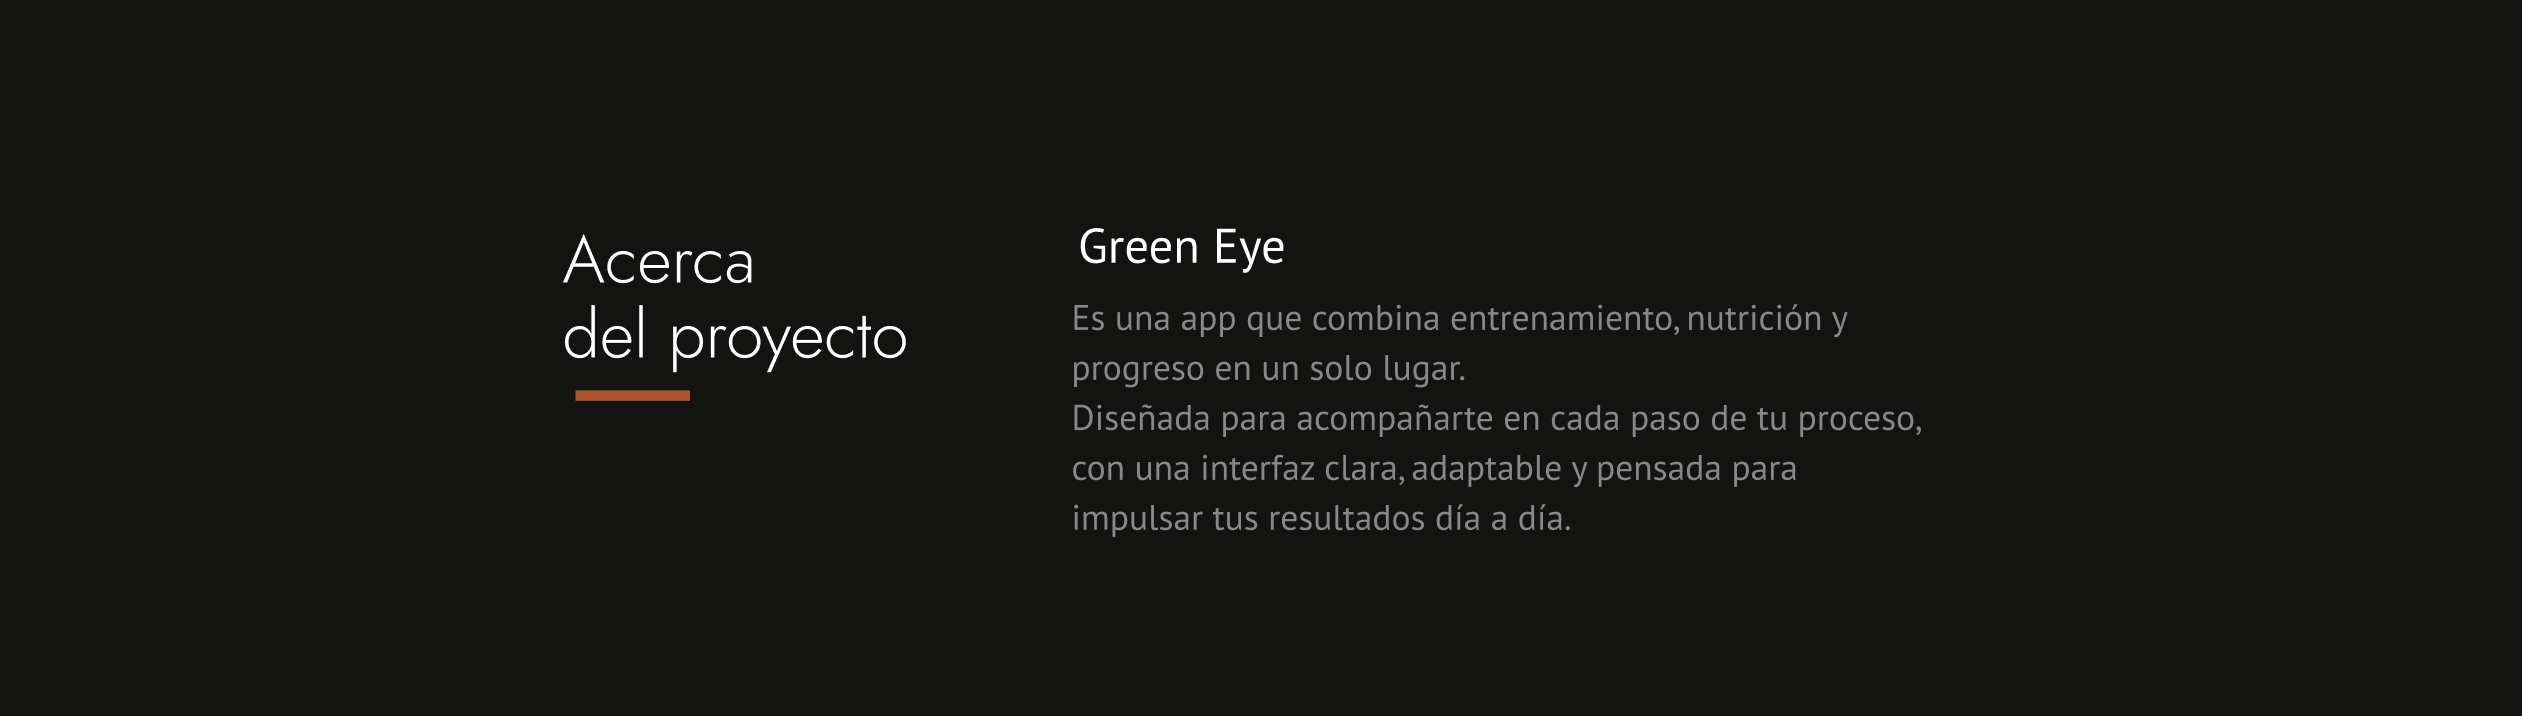 Acerca
del proyecto
Green Eye
Es una app que combina entrenamiento, nutrición y
progreso en un solo lugar.
Diseñada para acompañarte en cada paso de tu proceso,
con una interfaz clara, adaptable y pensada para
impulsar tus resultados día a día.